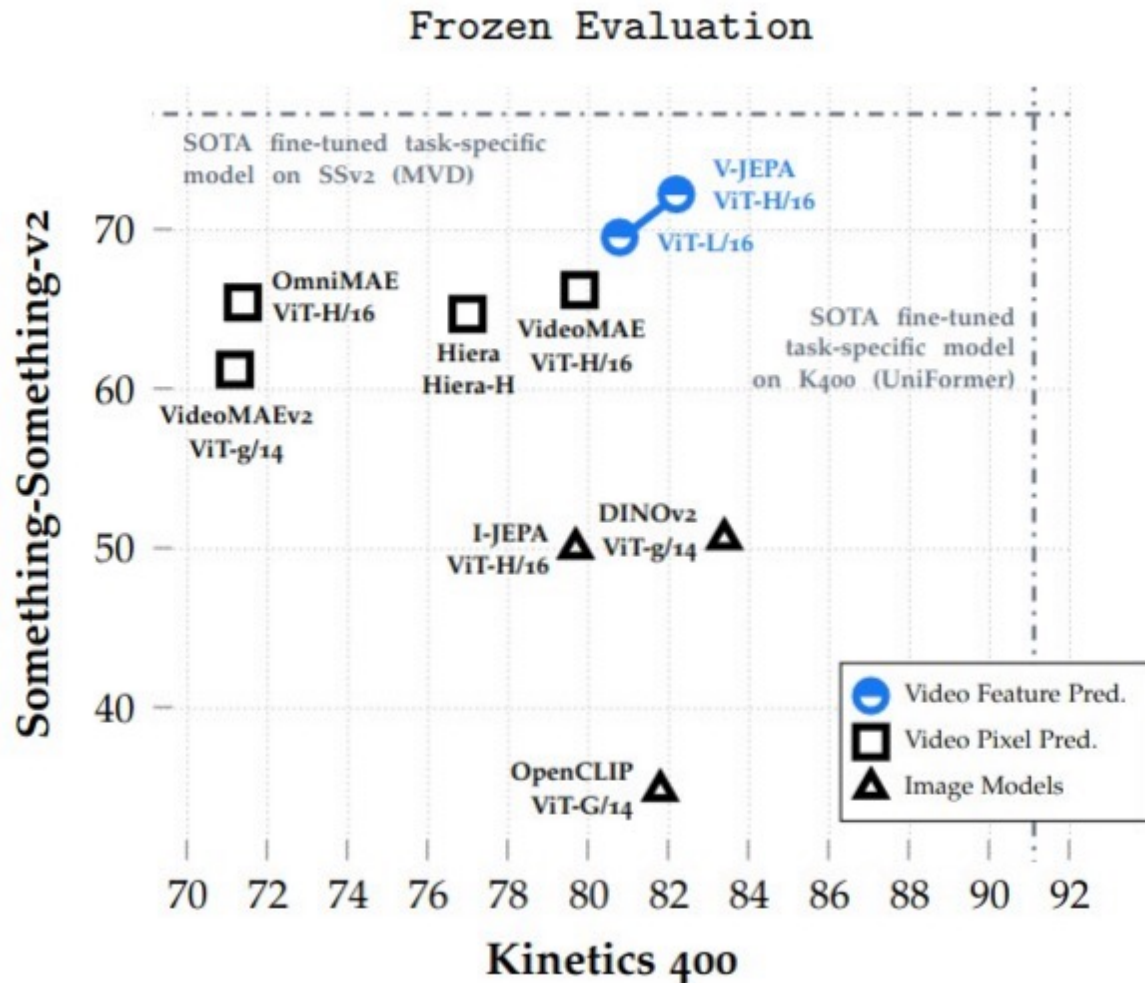 Frozen Evaluation
SOTA fine-tuned task-specific
model on SSv2 (MVD)
V-JEPA
ViT-H/16
ViT-L/16
OmniMAE
ViT-H/16
Hiera
Hiera-H
VideoMAE
ViT-H/16
SOTA fine-tuned
task-specific model
on K400 (UniFormer)
VideoMAEv2
ViT-g/14
I-JEPA
ViT-H/16
DINOv2
ViT-g/14
OpenCLIP
ViT-G/14
Video Feature Pred.
Video Pixel Pred.
Image Models
Something-Something-v2
70
60
50
40
70 72 74 76 78 80 82 84 86 88 90 92
Kinetics 400